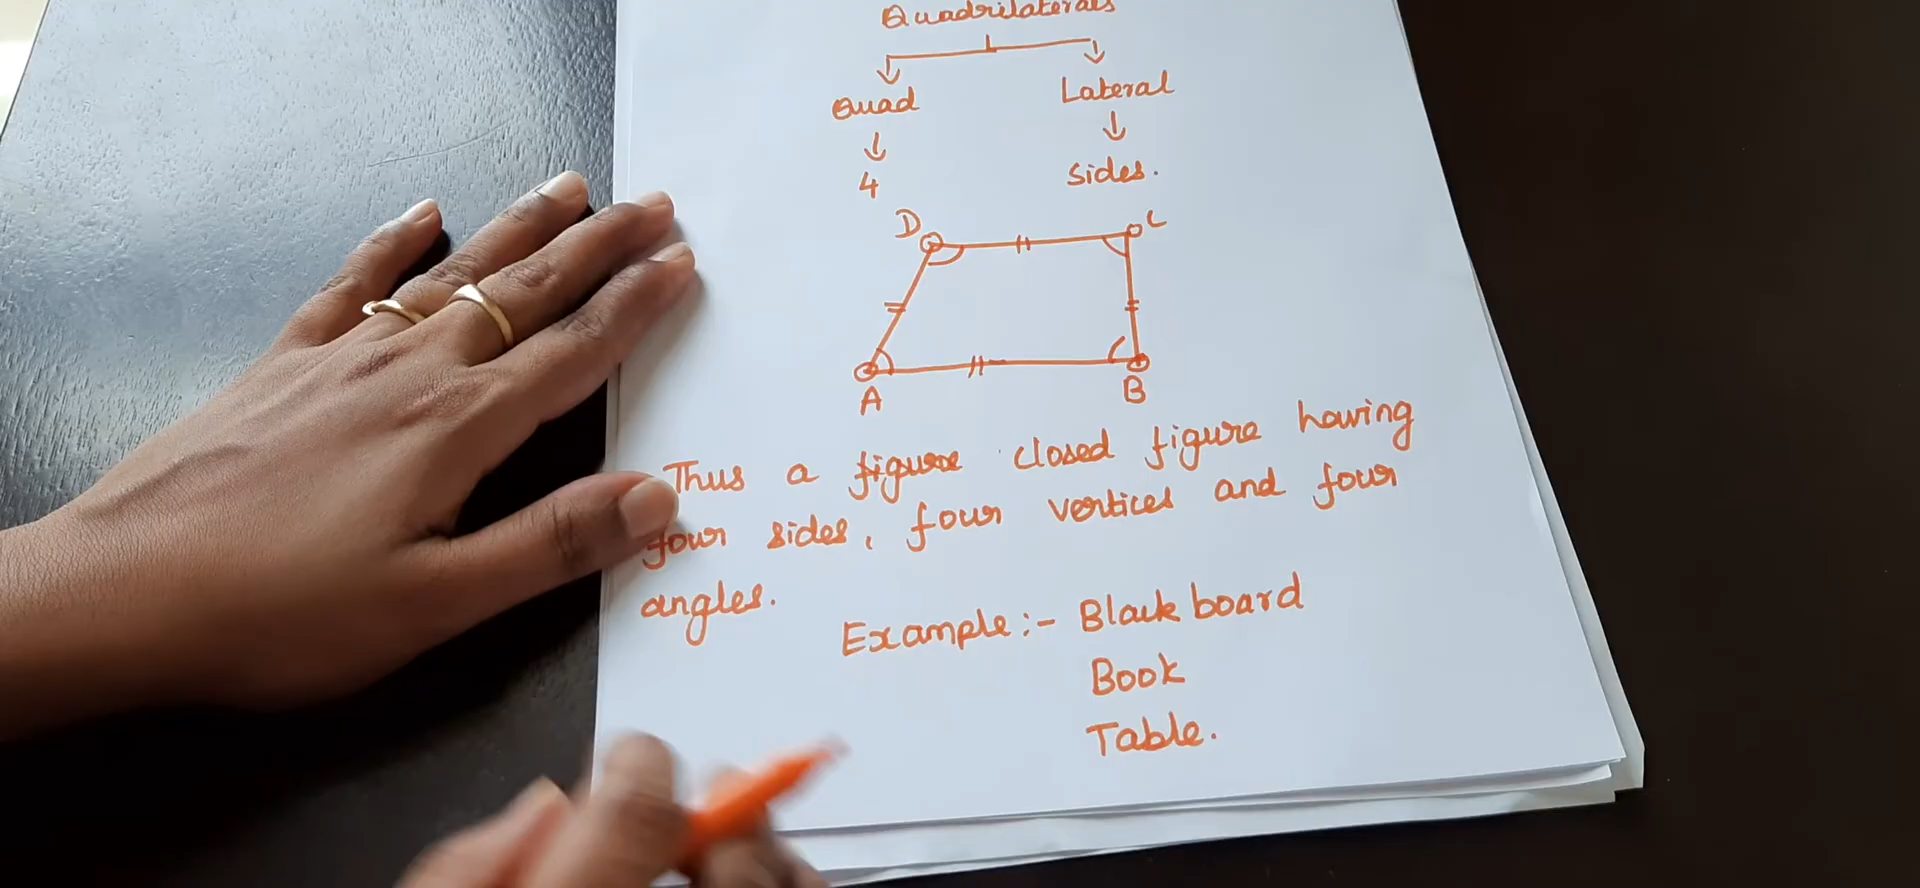 Quadrilaterals
Quad Lateral
4 sides.
D C
A B
Thus a figure closed figure having
four sides, four vertices and four
angles.
Example :- Black board
Book
Table.